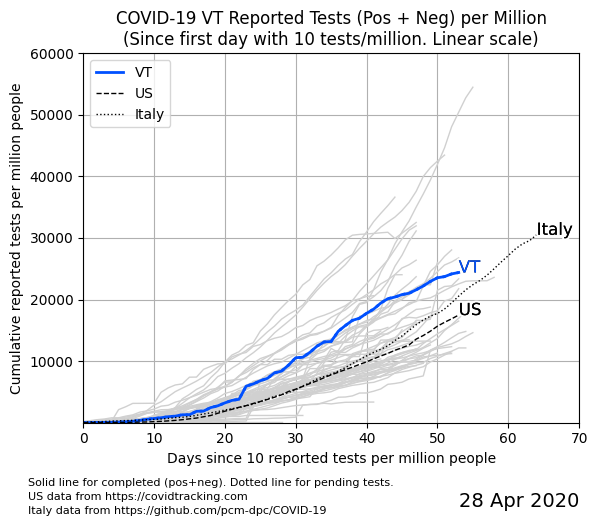 COVID-19 VT Reported Tests (Pos + Neg) per Million
(Since first day with 10 tests/million. Linear scale)
Cumulative reported tests per million people
60000
50000
40000
30000
20000
10000
VT
US
Italy
Italy
VT
US
0 10 20 30 40 50 60 70
Days since 10 reported tests per million people
Solid line for completed (pos+neg). Dotted line for pending tests.
US data from https://covidtracking.com
Italy data from https://github.com/pcm-dpc/COVID-19
28 Apr 2020